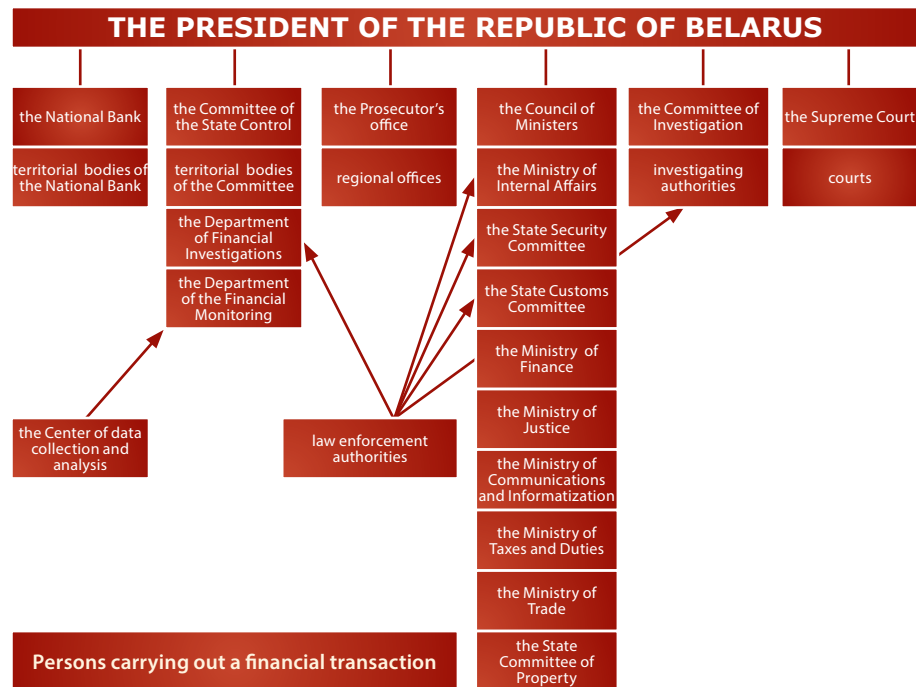 THE PRESIDENT OF THE REPUBLIC OF BELARUS
the National Bank
territorial bodies of
the National Bank
the Committee of
the State Control
territorial bodies
of the Committee
the Department
of Financial
Investigations
the Department
of the Financial
Monitoring
the Prosecutor's
office
regional offices
the Council of
Ministers
the Ministry of
Internal Affairs
the State Security
Committee
the State Customs
Committee
the Ministry of
Finance
the Ministry of
Justice
the Ministry of
Communications
and Informatization
the Ministry of
Taxes and Duties
the Ministry of
Trade
the State
Committee of
Property
the Committee of
Investigation
investigating
authorities
the Supreme Court
courts
the Center of data
collection and
analysis
law enforcement
authorities
Persons carrying out a financial transaction